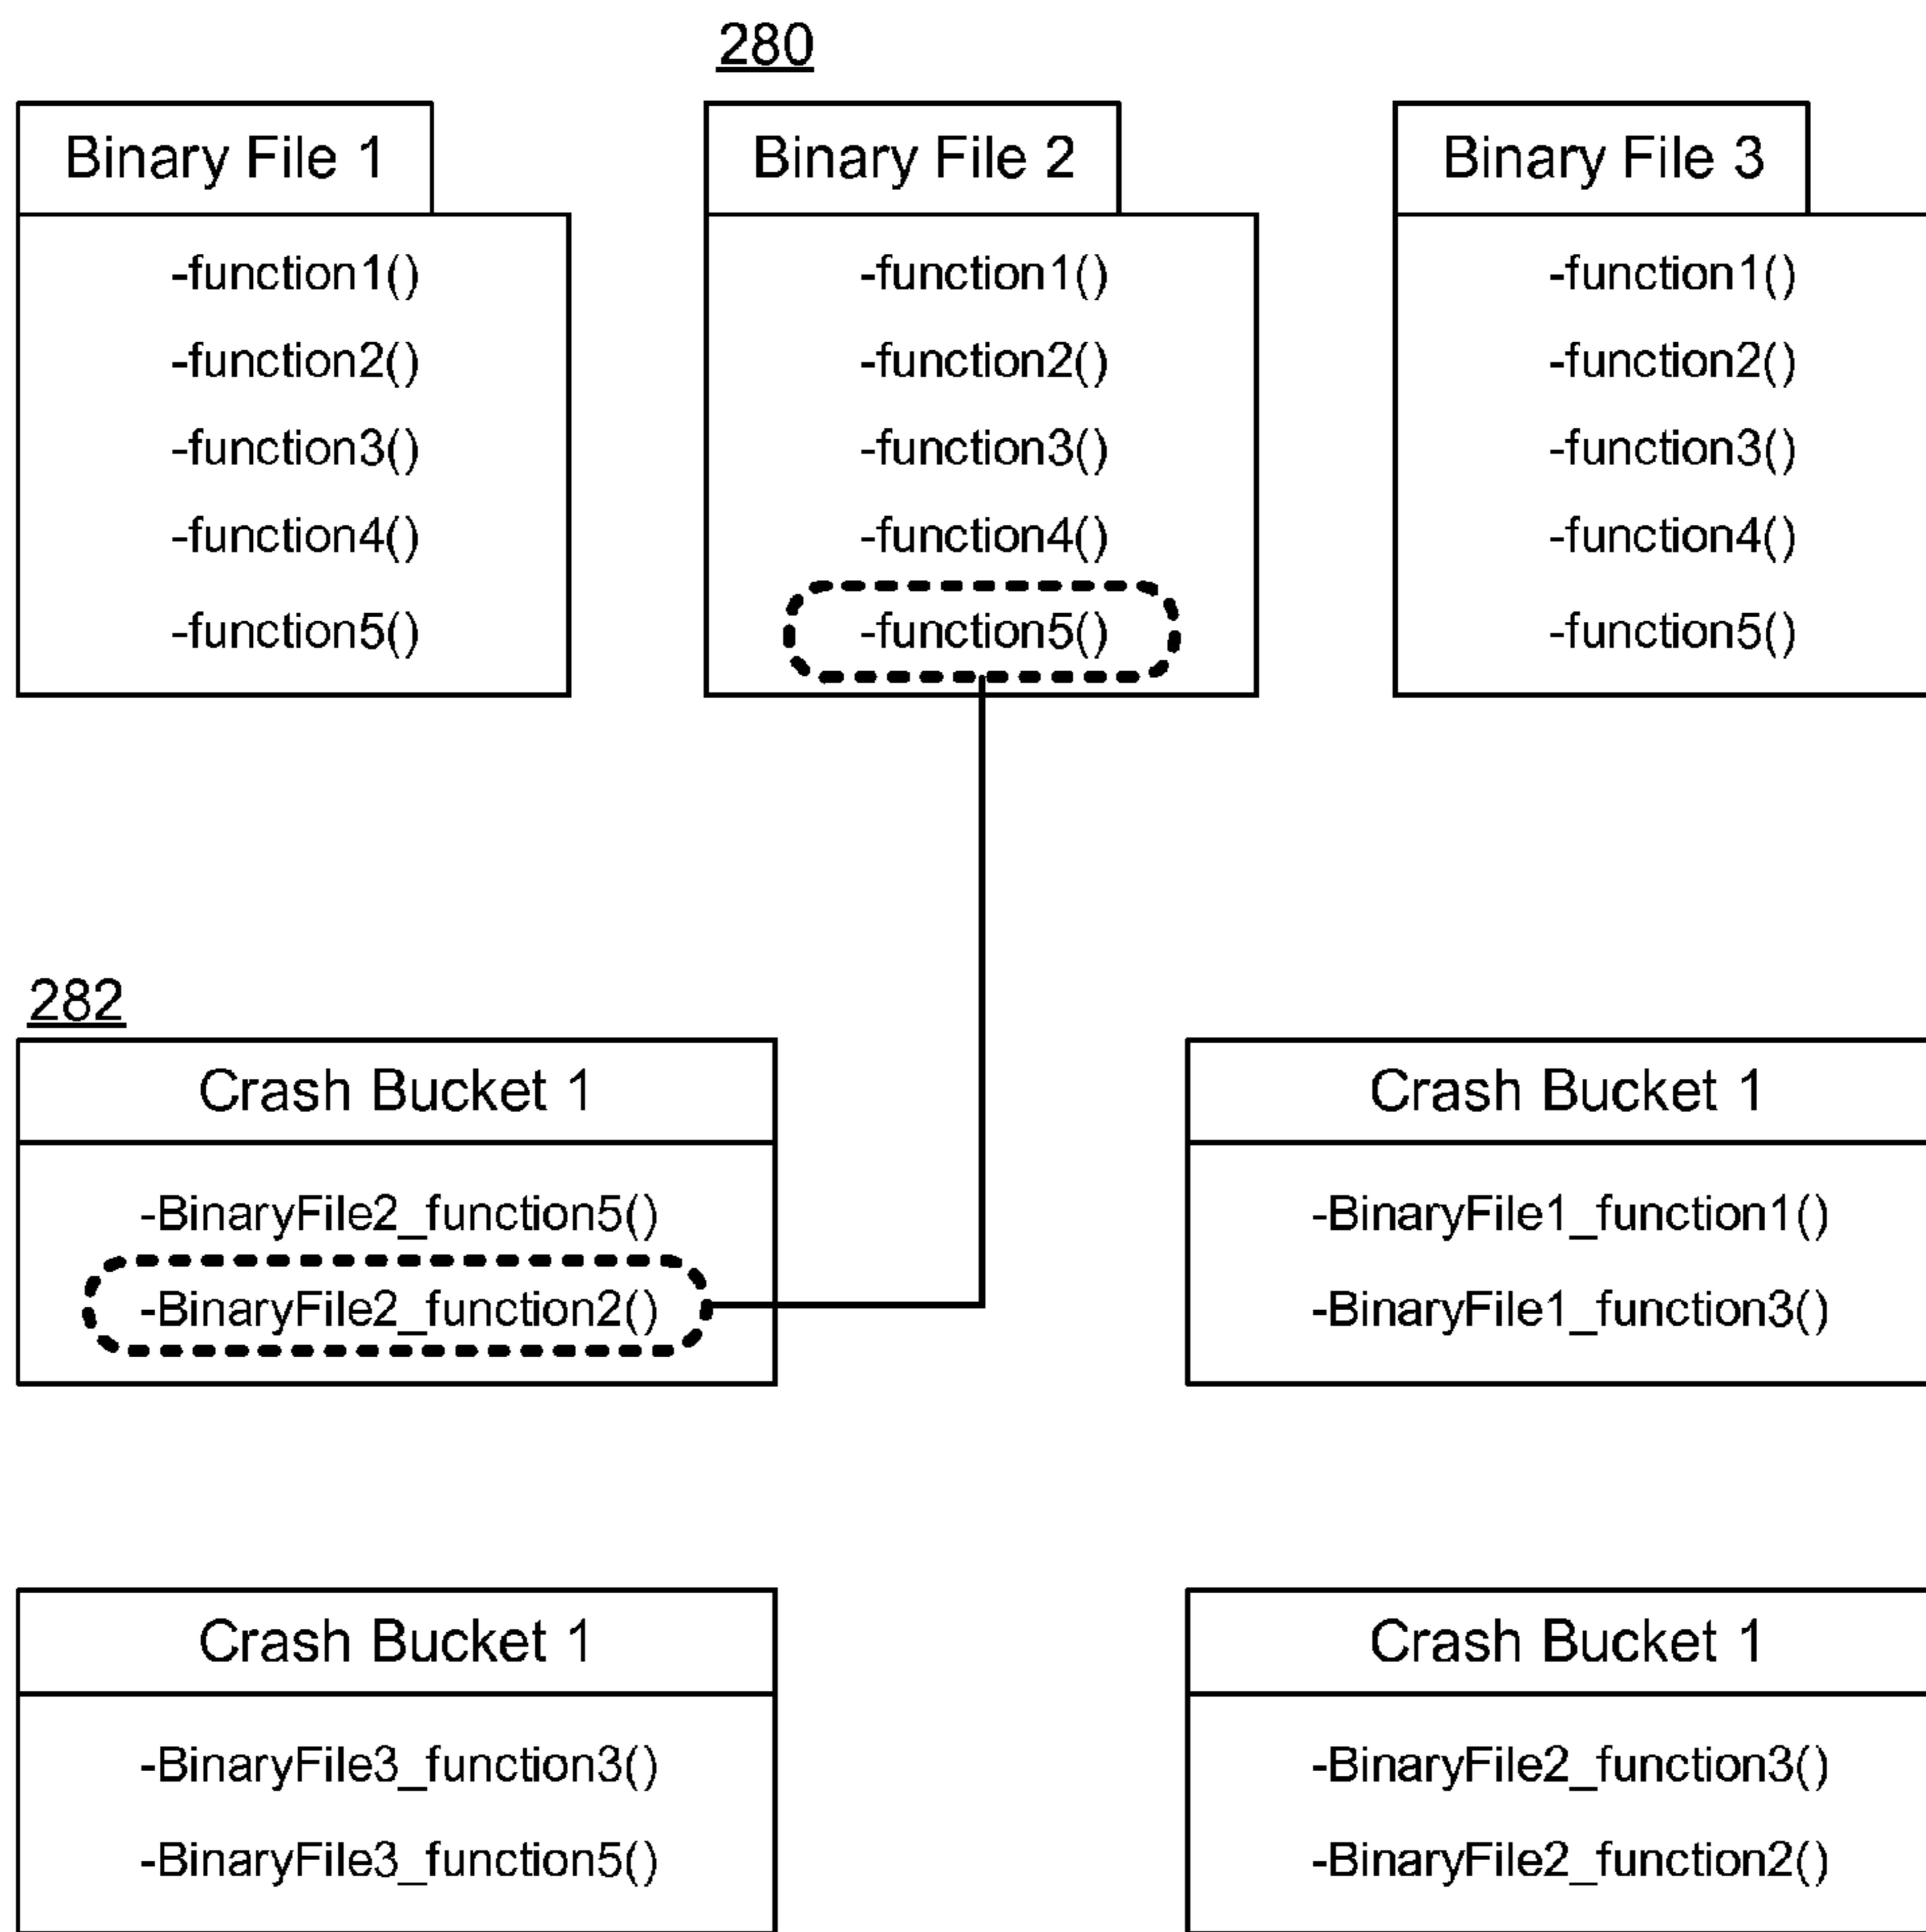 280
Binary File 1
-function1()
-function2()
-function3()
-function4()
-function5()
Binary File 2
-function1()
-function2()
-function3()
-function4()
-function5()
Binary File 3
-function1()
-function2()
-function3()
-function4()
-function5()
282
Crash Bucket 1
-BinaryFile2_function5()
-BinaryFile2_function2()
Crash Bucket 1
-BinaryFile1_function1()
-BinaryFile1_function3()
Crash Bucket 1
-BinaryFile3_function3()
-BinaryFile3_function5()
Crash Bucket 1
-BinaryFile2_function3()
-BinaryFile2_function2()